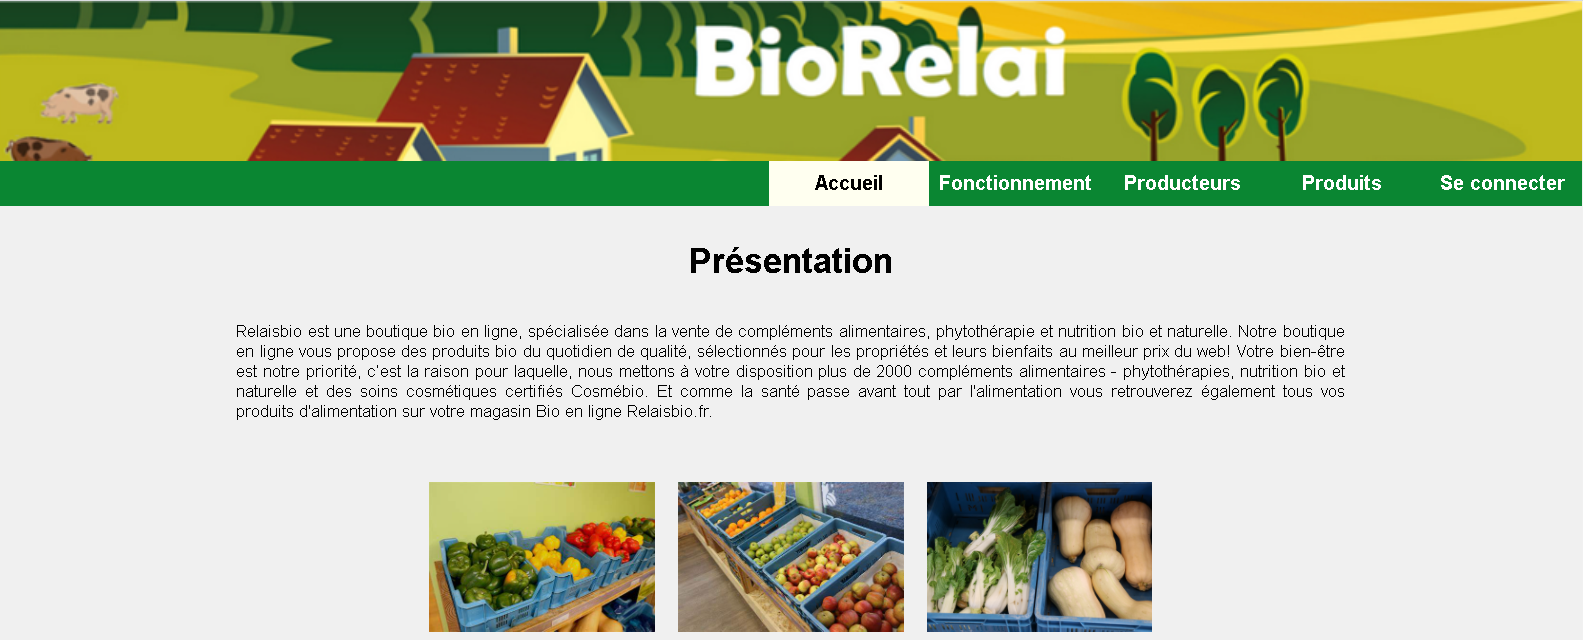 BioRelai
Accueil Fonctionnement Producteurs Produits Se connecter
Présentation
Relaisbio est une boutique bio en ligne, spécialisée dans la vente de compléments alimentaires, phytothérapie et nutrition bio et naturelle. Notre boutique
en ligne vous propose des produits bio du quotidien de qualité, sélectionnés pour les propriétés et leurs bienfaits au meilleur prix du web! Votre bien-être
est notre priorité, c'est la raison pour laquelle, nous mettons à votre disposition plus de 2000 compléments alimentaires - phytothérapies, nutrition bio et
naturelle et des soins cosmétiques certifiés Cosmébio. Et comme la santé passe avant tout par l'alimentation vous retrouverez également tous vos
produits d'alimentation sur votre magasin Bio en ligne Relaisbio.fr.